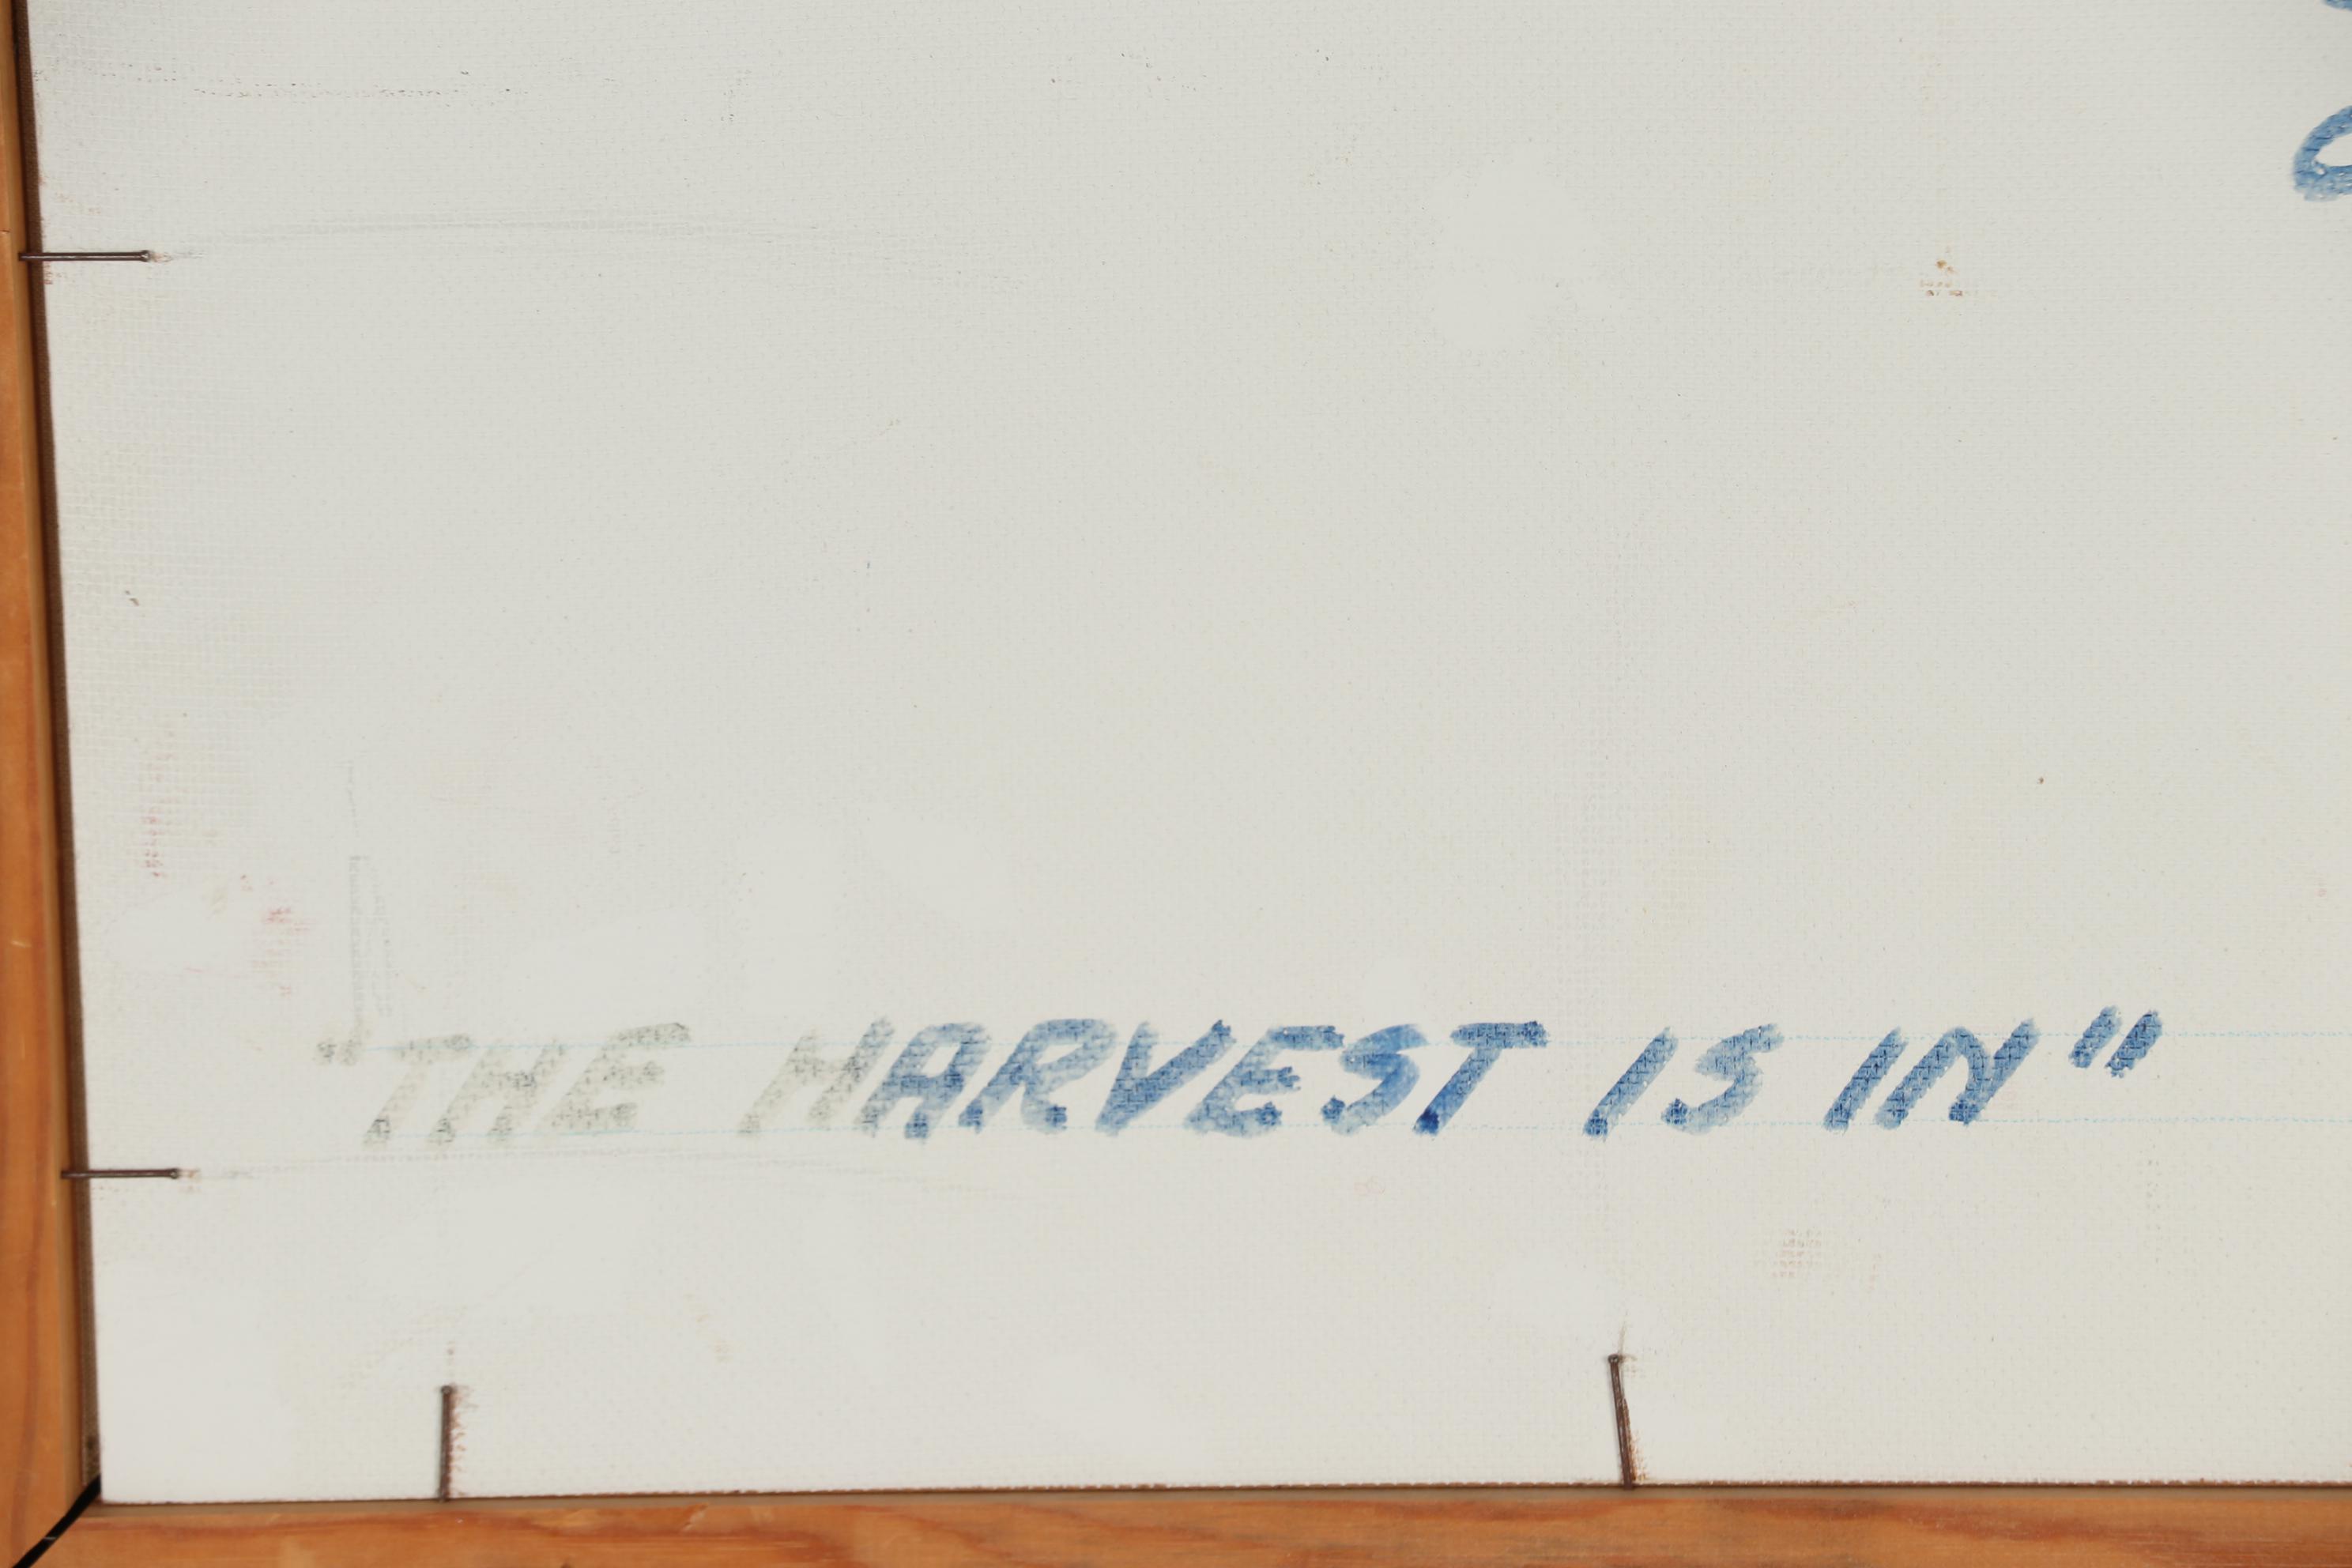 "THE HARVEST IS IN"